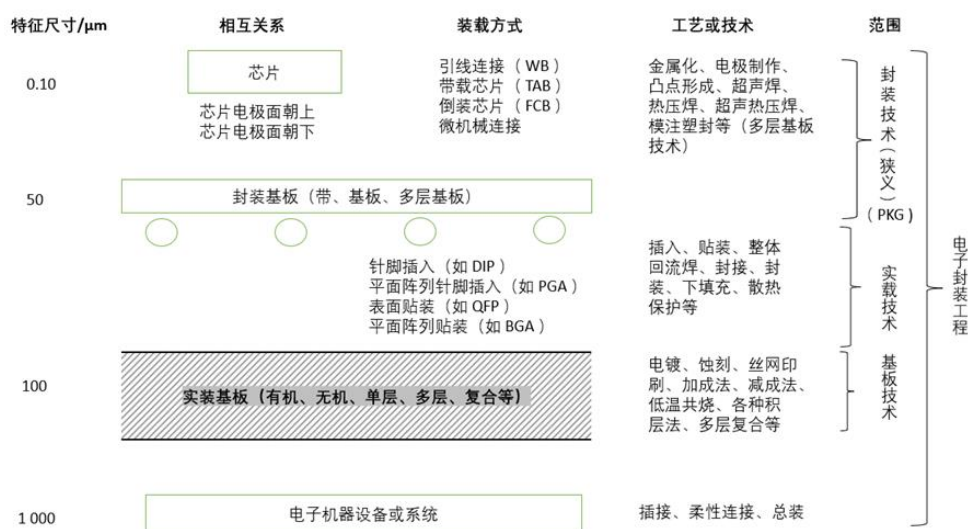 特征尺寸/μm 相互关系 装载方式 工艺或技术 范围
0.10
芯片
芯片电极面朝上
芯片电极面朝下
引线连接（WB）
带载芯片（TAB）
倒装芯片（FCB）
微机械连接
金属化、电极制作、
凸点形成、超声焊、
热压焊、超声热压焊、
模注塑封等（多层基板
技术）
封装技术(狭义)
(PKG)
50
封装基板（带、基板、多层基板）
针脚插入（如 DIP）
平面阵列针脚插入（如 PGA）
表面贴装（如 QFP）
平面阵列贴装（如 BGA）
插入、贴装、整体
回流焊、封接、封
装、下填充、散热
保护等
实载技术
电子封装工程
100
实装基板（有机、无机、单层、多层、复合等）
电镀、蚀刻、丝网印
刷、加成法、减成法、
低温共烧、各种积
层法、多层复合等
基板技术
1 000
电子机器设备或系统
插接、柔性连接、总装